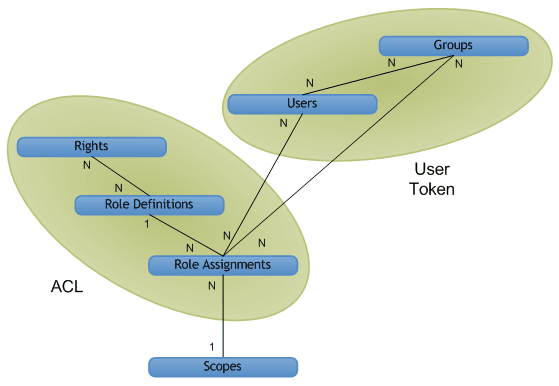 Groups
N
N
N
Users
N
User
Token
Rights
N
N
Role Definitions
1
N
N
N
Role Assignments
N
ACL
1
Scopes